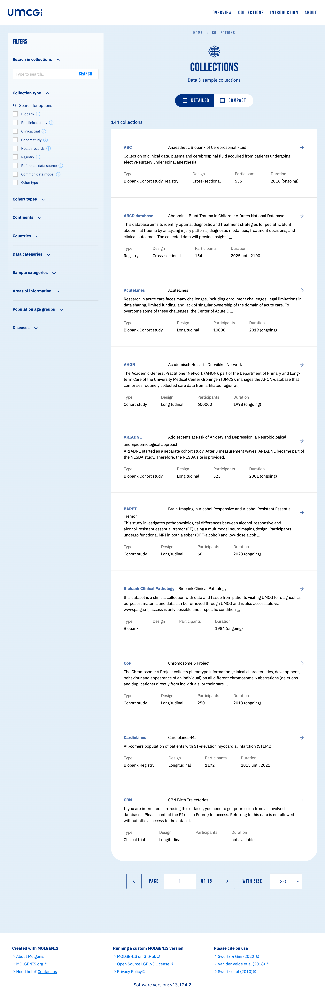 umcg
OVERVIEW COLLECTIONS INTRODUCTION ABOUT
HOME › COLLECTIONS
FILTERS
Search in collections
Type to search..
SEARCH
Collection type
Search for options
Biobank
Preclinical study
Clinical trial
Cohort study
Health records
Registry
Reference data source
Common data model
Other type
Cohort types
Continents
Countries
Data categories
Sample categories
Areas of information
Population age groups
Diseases
COLLECTIONS
Data & sample collections
DETAILED COMPACT
144 collections
ABC Anaesthetic Biobank of Cerebrospinal Fluid
Collection of clinical data, plasma and cerebrospinal fluid acquired from patients undergoing
elective surgery under spinal anesthesia.
Type Design Participants Duration
Biobank,Cohort study,Registry Cross-sectional 535 2016 (ongoing)
ABCD database Abdominal Blunt Trauma in Children: A Dutch National Database
This database aims to identify optimal diagnostic and treatment strategies for pediatric blunt
abdominal trauma by analyzing injury patterns, diagnostic modalities, treatment decisions, and
clinical outcomes. The collected data will provide insight i ...
Type Design Participants Duration
Registry Cross-sectional 154 2025 until 2100
AcuteLines AcuteLines
Research in acute care faces many challenges, including enrollment challenges, legal limitations in
data sharing, limited funding, and lack of singular ownership of the domain of acute care. To
overcome some of these challenges, the Center of Acute C ...
Type Design Participants Duration
Biobank,Cohort study Longitudinal 10000 2019 (ongoing)
AHON Academisch Huisarts Ontwikkel Netwerk
The Academic General Practitioner Network (AHON), part of the Department of Primary and Long-
term Care of the University Medical Center Groningen (UMCG), manages the AHON-database that
comprises routinely collected care data from affiliated registrat ...
Type Design Participants Duration
Cohort study Longitudinal 600000 1998 (ongoing)
ARIADNE Adolescents at RIsk of Anxiety and Depression: a Neurobiological
and Epidemiological approach
ARIADNE started as a separate cohort study. After 3 measurement waves, ARIADNE became part of
the NESDA study. Therefore, the NESDA site is provided.
Type Design Participants Duration
Biobank,Cohort study Longitudinal 523 2001 (ongoing)
BARET Brain Imaging in Alcohol Responsive and Alcohol Resistant Essential
Tremor
This study investigates pathophysiological differences between alcohol-responsive and
alcohol-resistant essential tremor (ET) using a multimodal neuroimaging design. Participants
undergo functional MRI in both a sober (OFF-alcohol) and low-dose alcoh ...
Type Design Participants Duration
Cohort study Longitudinal 60 2023 (ongoing)
Biobank Clinical Pathology Biobank Clinical Pathology
this dataset is a clinical collection with data and tissue from patients visiting UMCG for diagnostics
purposes; material and data can be retrieved through UMCG and is also accessable via
www.palga.nl; access is only possible under specific condition ...
Type Design Participants Duration
Biobank 1984 (ongoing)
C6P Chromosome 6 Project
The Chromosome 6 Project collects phenotype information (clinical characteristics, development,
behaviour and appearance of an individual) on all different chromosome 6 aberrations (deletions
and duplications) directly from individuals, or their pare ...
Type Design Participants Duration
Cohort study Longitudinal 250 2013 (ongoing)
CardioLines CardioLines-MI
All-comers population of patients with ST-elevation myocardial infarction (STEMI)
Type Design Participants Duration
Biobank,Registry Longitudinal 1172 2015 until 2021
CBN CBN Birth Trajectories
If you are interested in re-using this dataset, you need to get permission from all involved
databases. Please contact the PI (Lilian Peters) for access. Referring to this data is not allowed
without official access to the dataset.
Type Design Participants Duration
Clinical trial Longitudinal not available
PAGE 1 OF 15 WITH SIZE 20
Created with MOLGENIS
About Molgenis
MOLGENIS.org
Need help? Contact us
Running a custom MOLGENIS version
MOLGENIS on GitHub
Open Source LGPLv3 License
Privacy Policy
Please cite on use
Swertz & Gini (2022)
Van der Velde et al (2018)
Swertz et al (2010)
Software version: v13.124.2